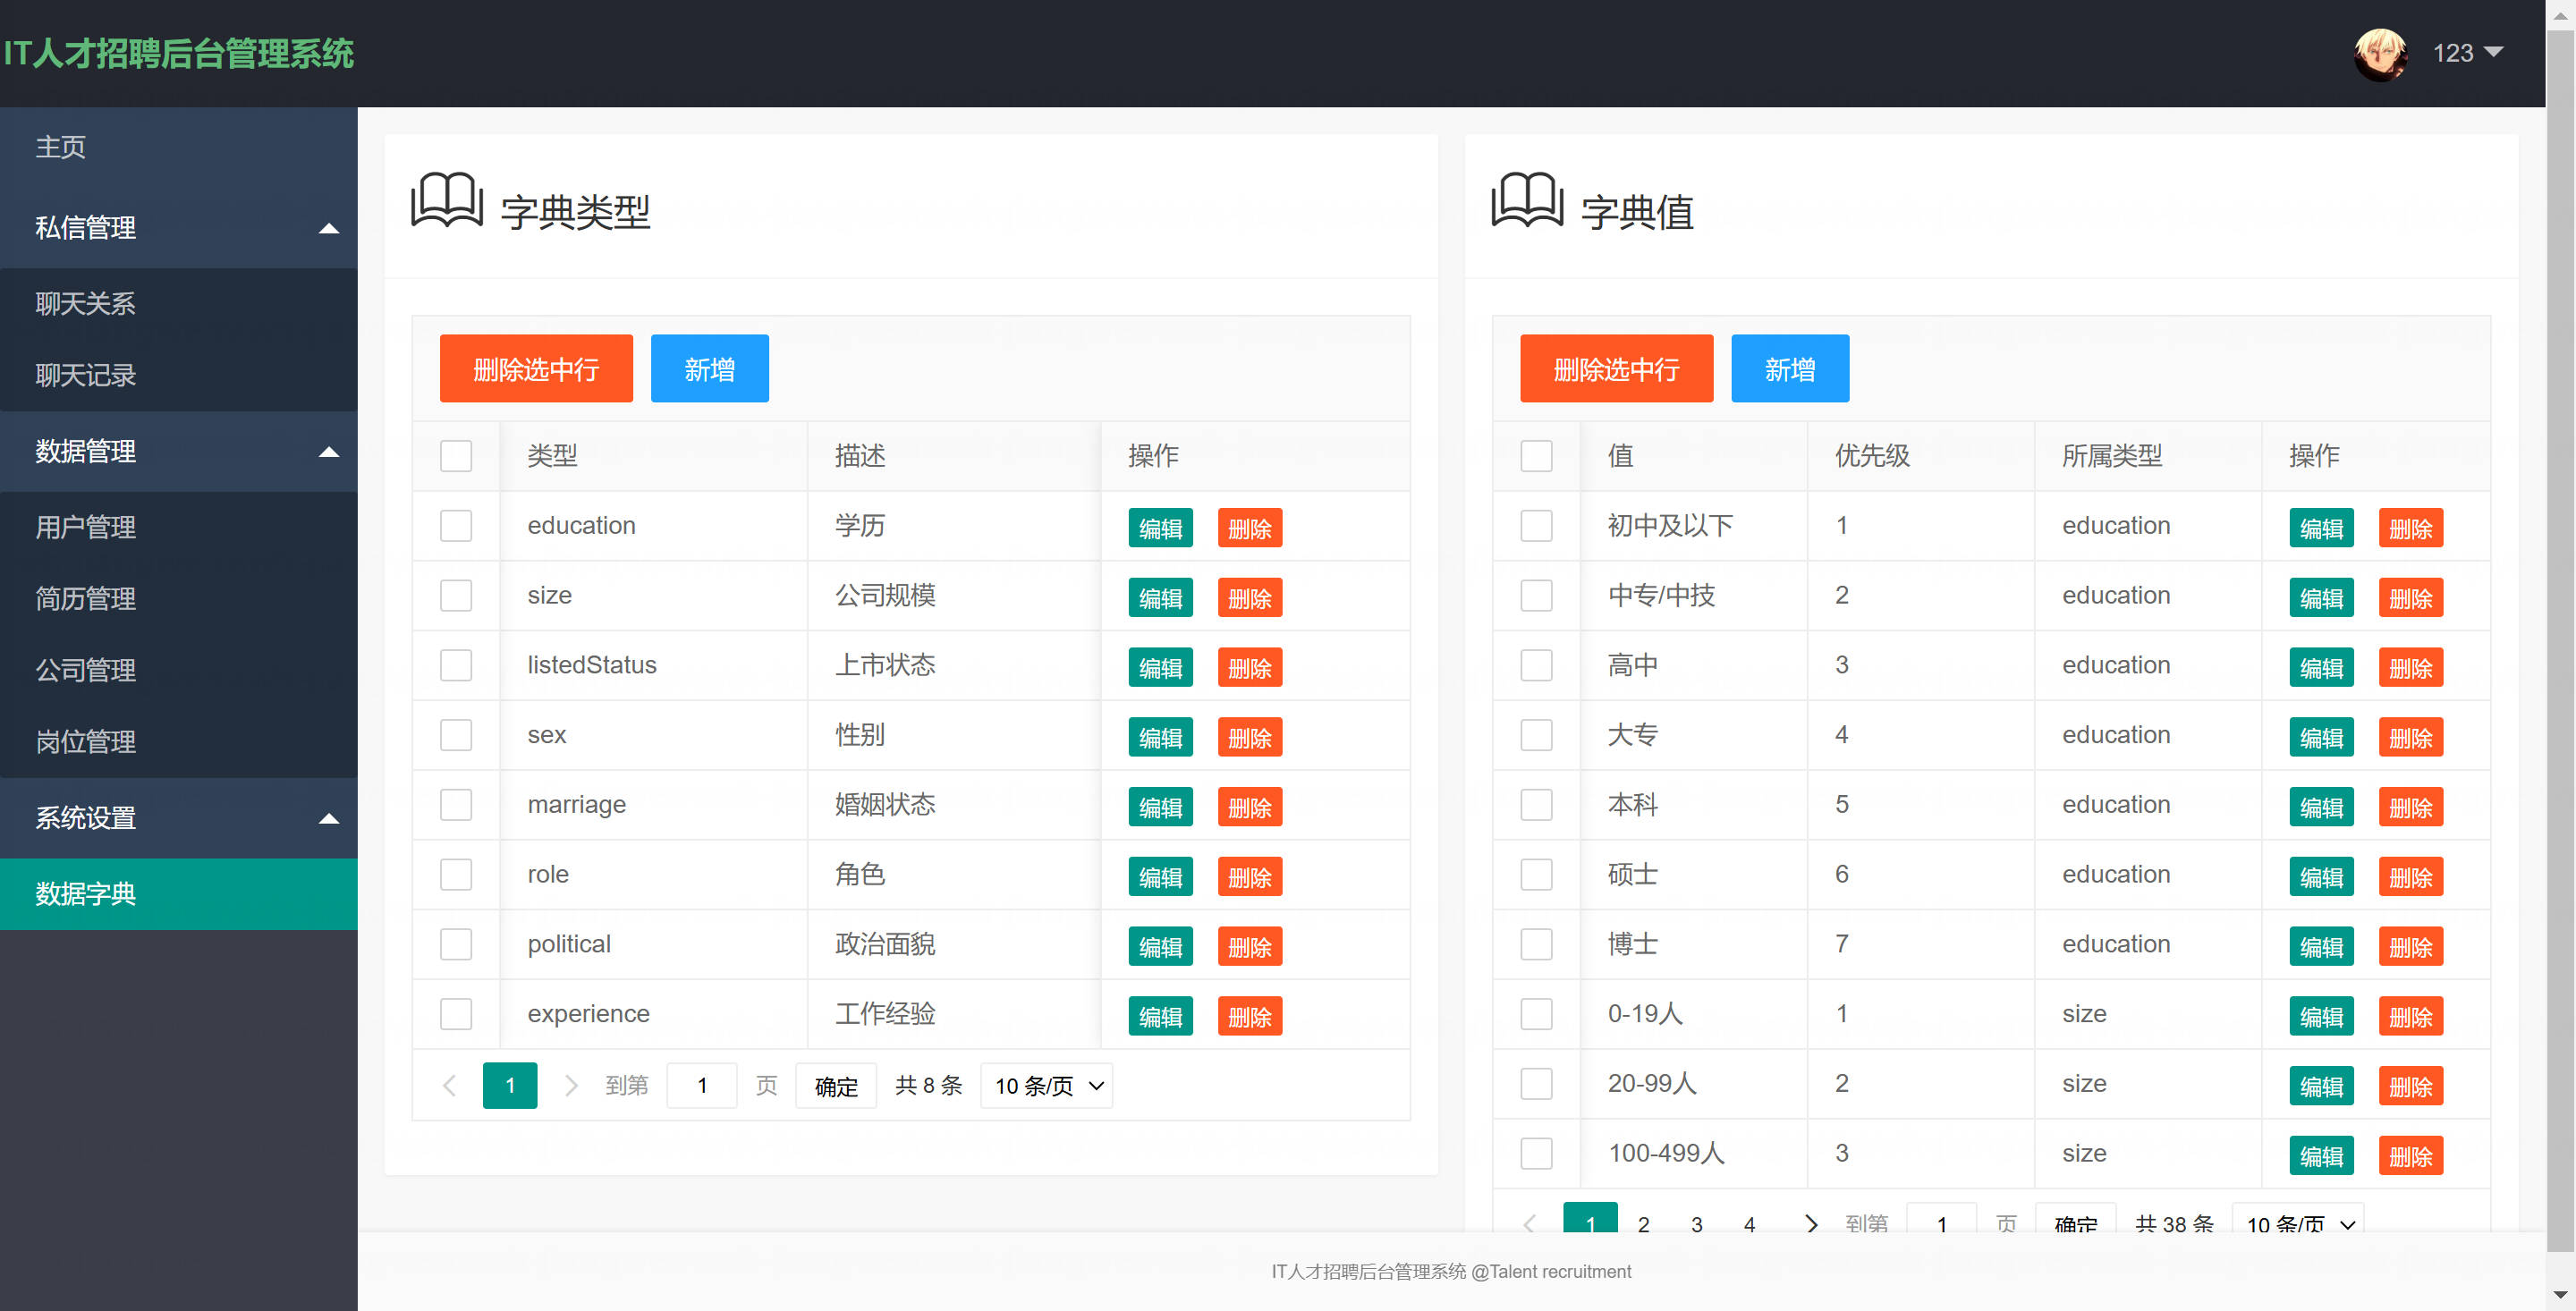 IT人才招聘后台管理系统
123
主页
私信管理
聊天关系
聊天记录
数据管理
用户管理
简历管理
公司管理
岗位管理
系统设置
数据字典
字典类型
删除选中行 新增
类型 描述 操作
education 学历 编辑 删除
size 公司规模 编辑 删除
listedStatus 上市状态 编辑 删除
sex 性别 编辑 删除
marriage 婚姻状态 编辑 删除
role 角色 编辑 删除
political 政治面貌 编辑 删除
experience 工作经验 编辑 删除
1 到第 1 页 确定 共 8 条 10 条/页
字典值
删除选中行 新增
值 优先级 所属类型 操作
初中及以下 1 education 编辑 删除
中专/中技 2 education 编辑 删除
高中 3 education 编辑 删除
大专 4 education 编辑 删除
本科 5 education 编辑 删除
硕士 6 education 编辑 删除
博士 7 education 编辑 删除
0-19人 1 size 编辑 删除
20-99人 2 size 编辑 删除
100-499人 3 size 编辑 删除
1 2 3 4 到第 1 页 确定 共 38 条 10 条/页
IT人才招聘后台管理系统 @Talent recruitment